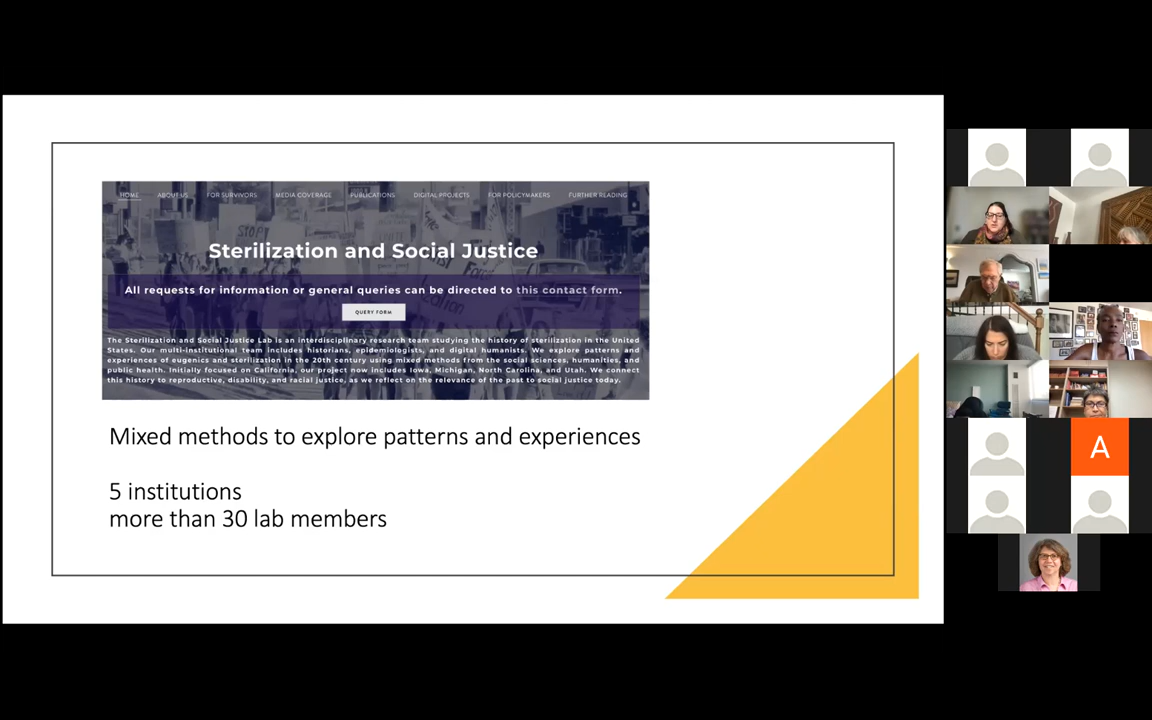 HOME ABOUT US FOR SURVIVORS MEDIA COVERAGE PUBLICATIONS DIGITAL PROJECTS FOR POLICYMAKERS FURTHER READING
STOP
Sterilization and Social Justice
All requests for information or general queries can be directed to this contact form.
QUERY FORM
The Sterilization and Social Justice Lab is an interdisciplinary research team studying the history of sterilization in the United
States. Our multi-institutional team includes historians, epidemiologists, and digital humanists. We explore patterns and
experiences of eugenics and sterilization in the 20th century using mixed methods from the social sciences, humanities, and
public health. Initially focused on California, our project now includes Iowa, Michigan, North Carolina, and Utah. We connect
this history to reproductive, disability, and racial justice, as we reflect on the relevance of the past to social justice today.
Mixed methods to explore patterns and experiences
5 institutions
more than 30 lab members
A